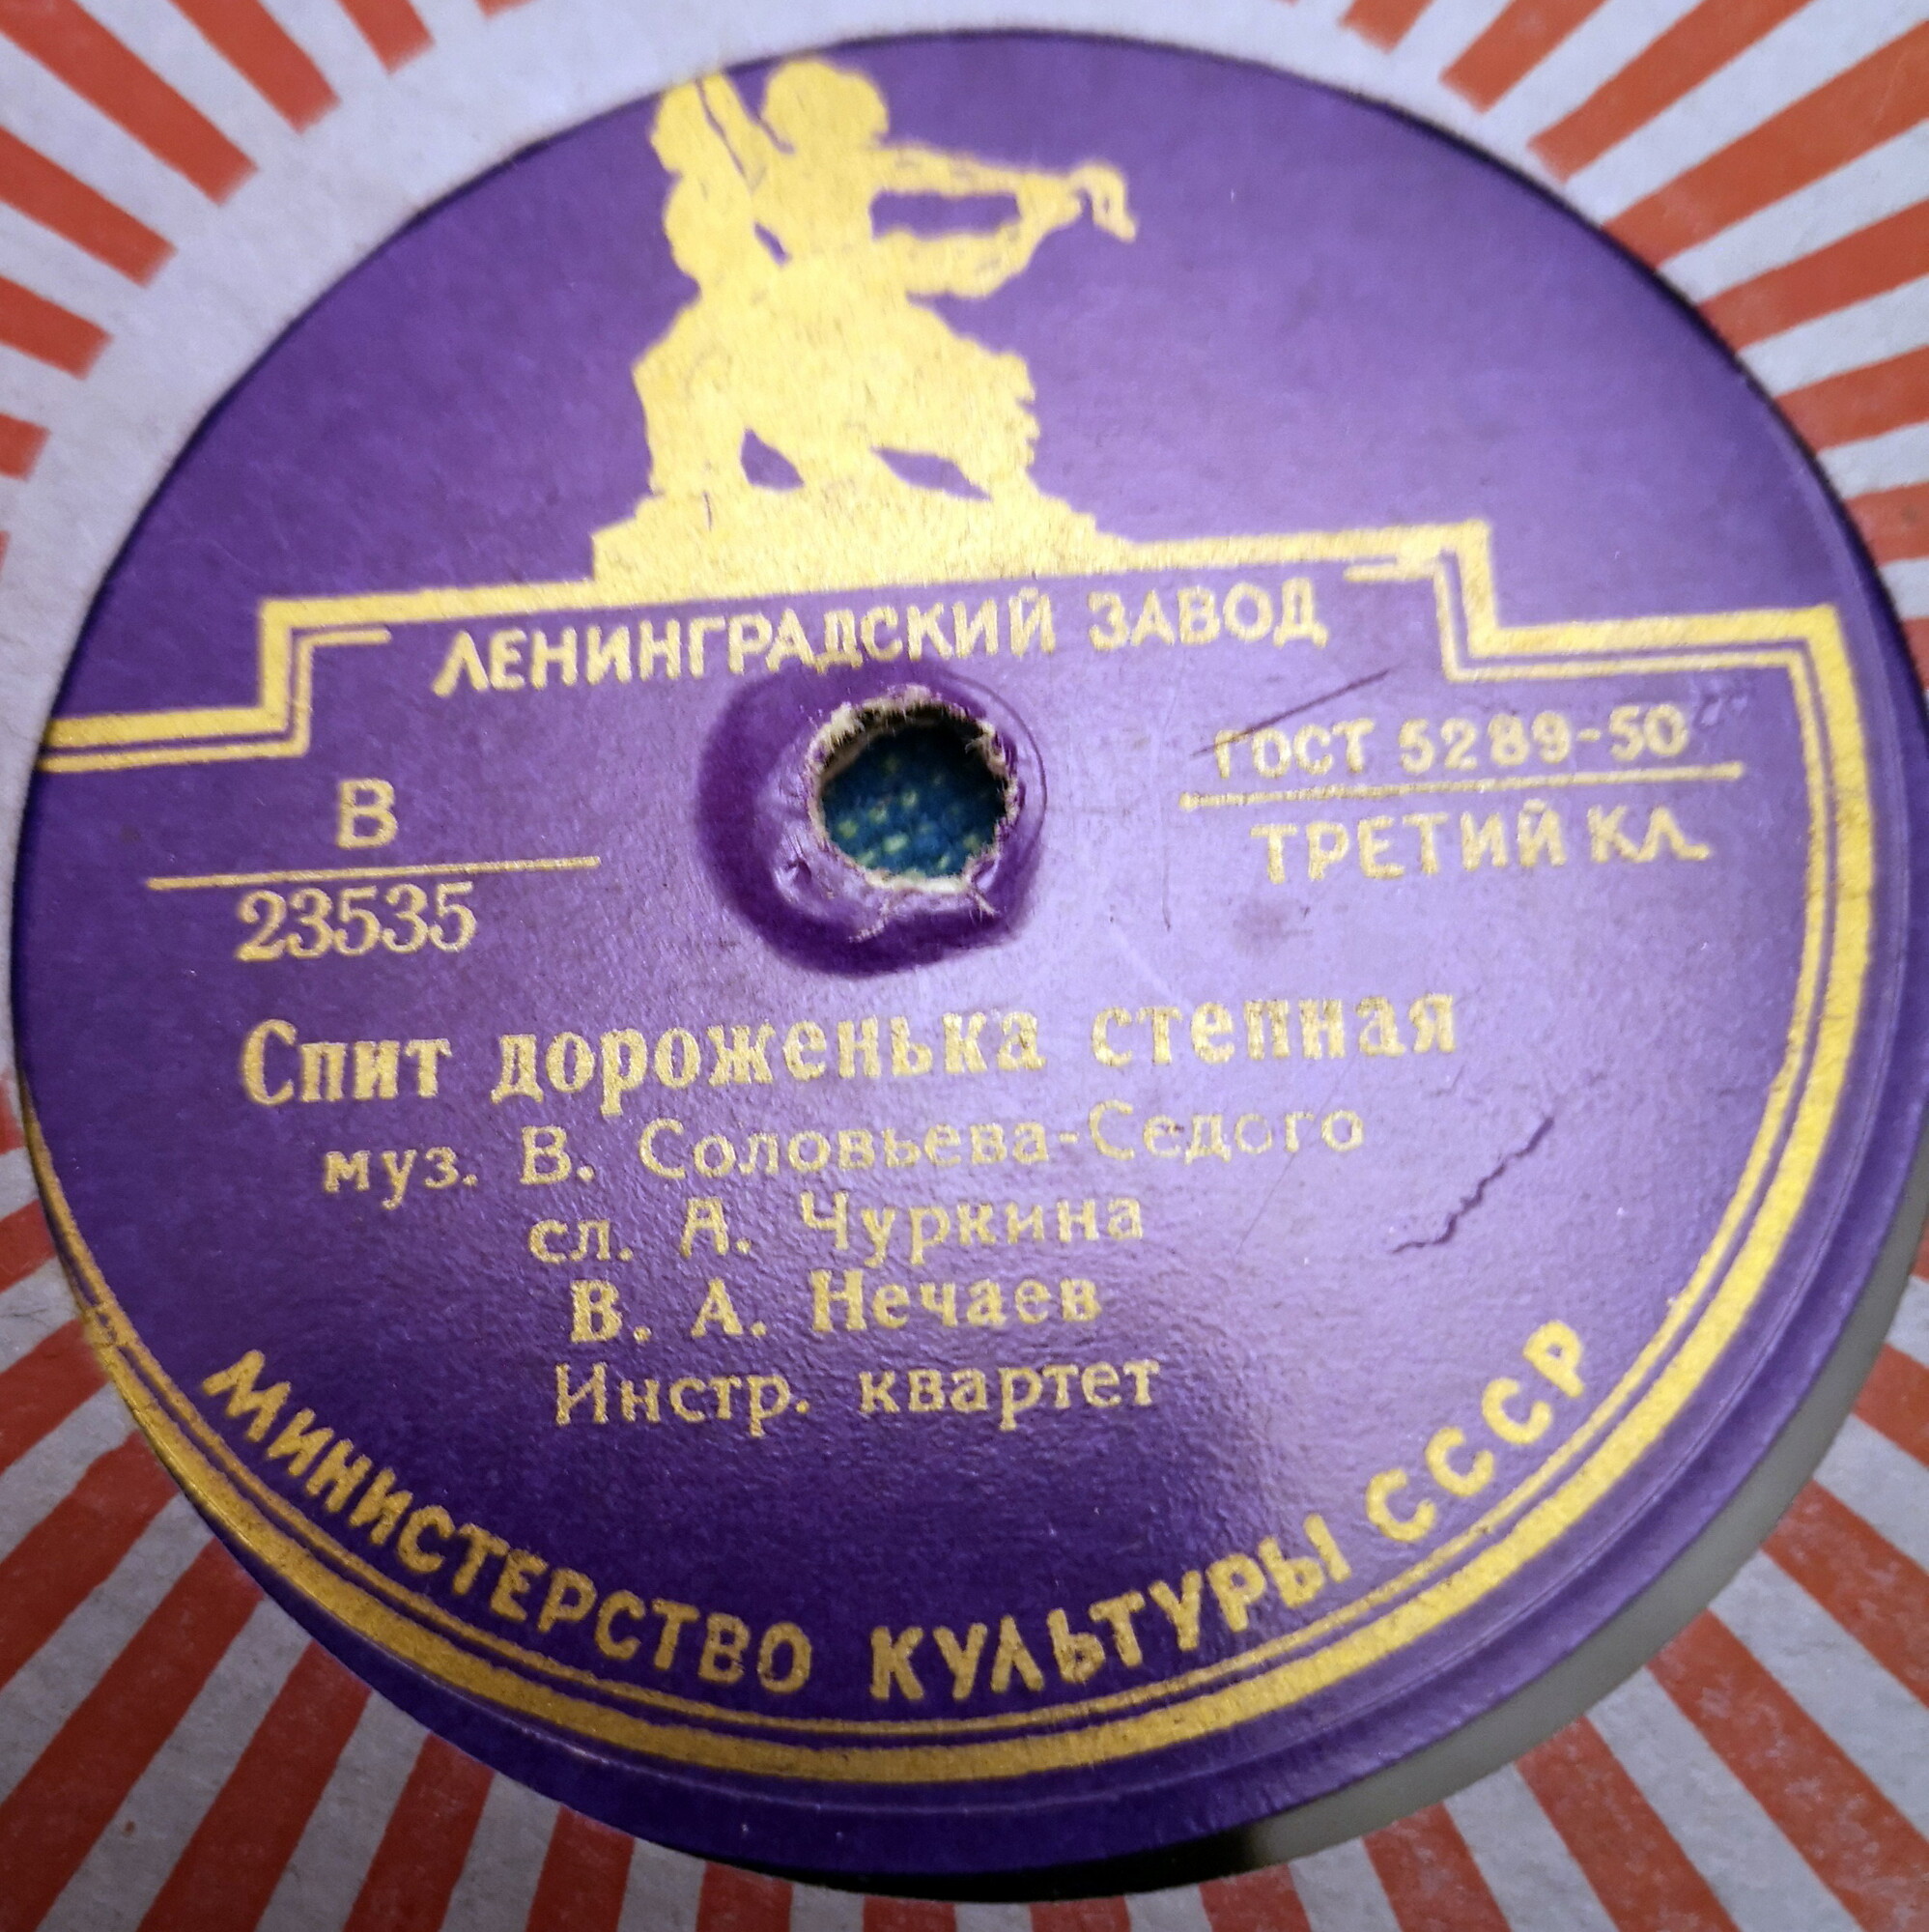 ЛЕНИНГРАДСКИЙ ЗАВОД
В
23535
ГОСТ 5289-50
ТРЕТИЙ КЛ.
Спит дороженька степная
муз. В. Соловьева-Седого
сл. А. Чуркина
В. А. Нечаев
Инстр. квартет
МИНИСТЕРСТВО КУЛЬТУРЫ СССР